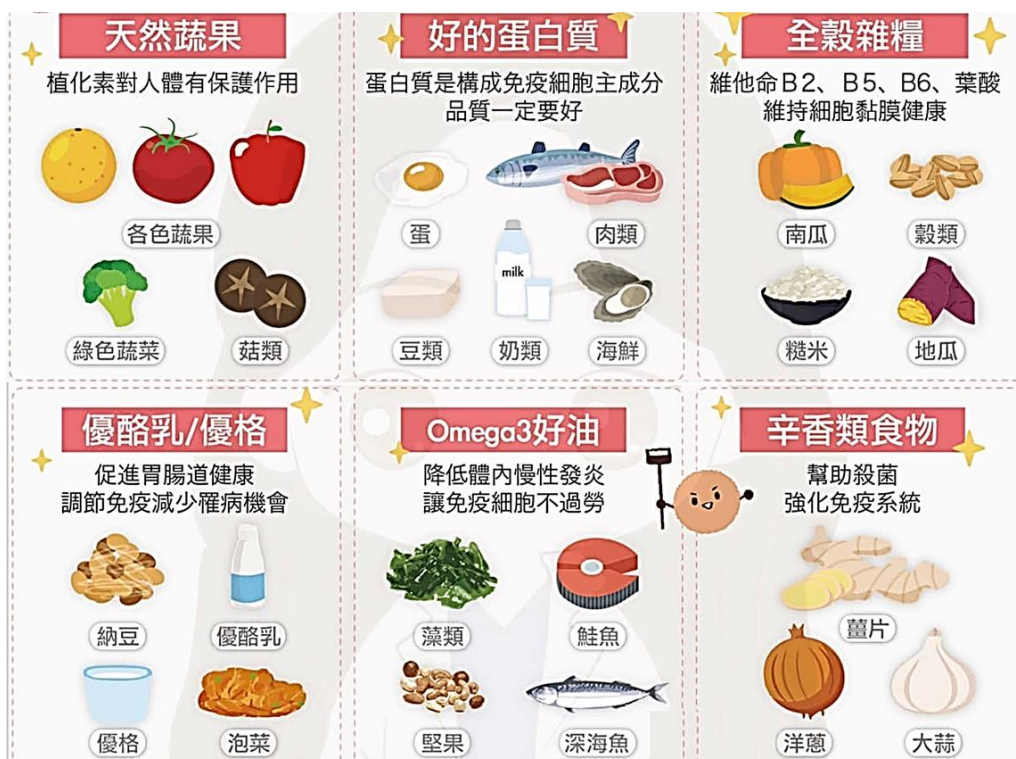 天然蔬果
植化素對人體有保護作用
各色蔬果
綠色蔬菜
菇類
好的蛋白質
蛋白質是構成免疫細胞主成分
品質一定要好
蛋
肉類
milk
豆類
奶類
海鮮
全穀雜糧
維他命B2、B5、B6、葉酸
維持細胞黏膜健康
南瓜
穀類
糙米
地瓜
優酪乳/優格
促進胃腸道健康
調節免疫減少罹病機會
納豆
優酪乳
優格
泡菜
Omega3好油
降低體內慢性發炎
讓免疫細胞不過勞
藻類
鮭魚
堅果
深海魚
辛香類食物
幫助殺菌
強化免疫系統
薑片
洋蔥
大蒜